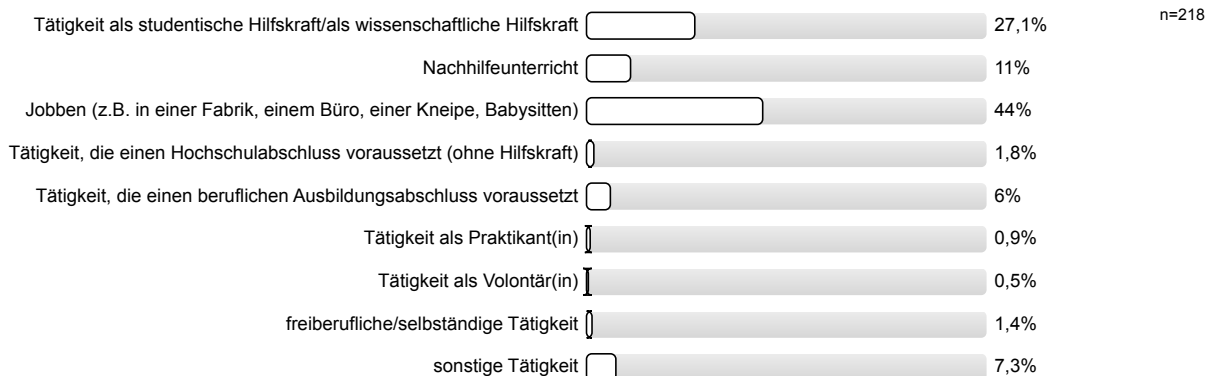 n=218
Tätigkeit als studentische Hilfskraft/als wissenschaftliche Hilfskraft 27,1%
Nachhilfeunterricht 11%
Jobben (z.B. in einer Fabrik, einem Büro, einer Kneipe, Babysitten) 44%
Tätigkeit, die einen Hochschulabschluss voraussetzt (ohne Hilfskraft) 1,8%
Tätigkeit, die einen beruflichen Ausbildungsabschluss voraussetzt 6%
Tätigkeit als Praktikant(in) 0,9%
Tätigkeit als Volontär(in) 0,5%
freiberufliche/selbständige Tätigkeit 1,4%
sonstige Tätigkeit 7,3%